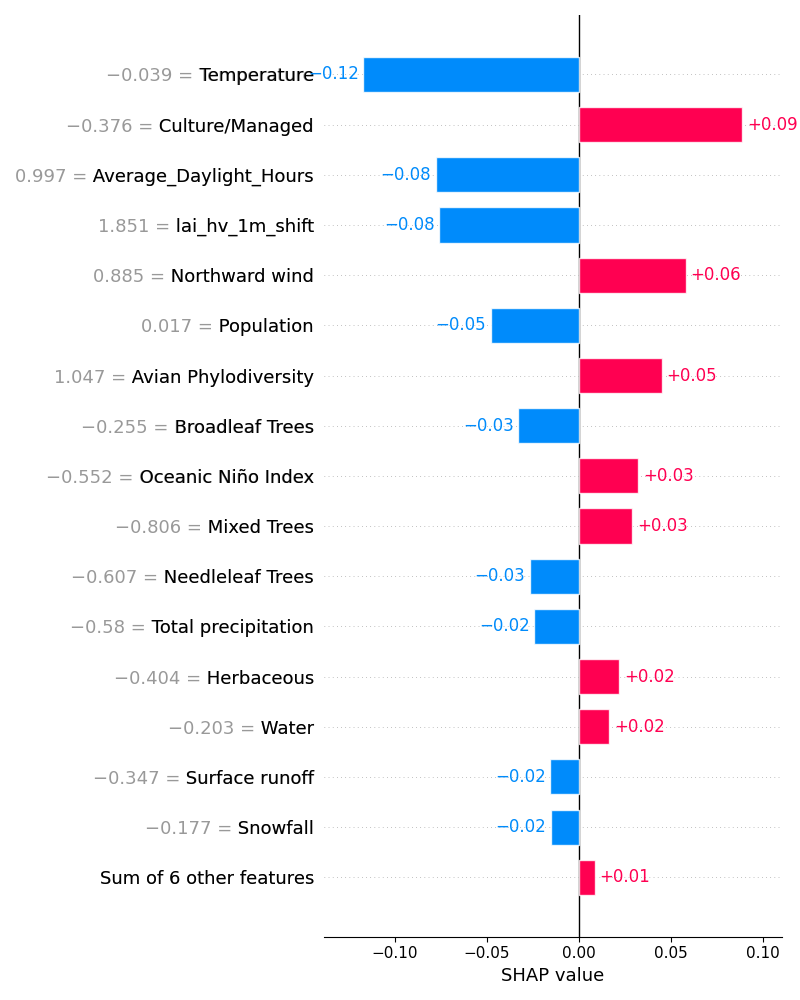 −0.039 = Temperature −0.12
−0.376 = Culture/Managed +0.09
0.997 = Average_Daylight_Hours −0.08
1.851 = lai_hv_1m_shift −0.08
0.885 = Northward wind +0.06
0.017 = Population −0.05
1.047 = Avian Phylodiversity +0.05
−0.255 = Broadleaf Trees −0.03
−0.552 = Oceanic Niño Index +0.03
−0.806 = Mixed Trees +0.03
−0.607 = Needleleaf Trees −0.03
−0.58 = Total precipitation −0.02
−0.404 = Herbaceous +0.02
−0.203 = Water +0.02
−0.347 = Surface runoff −0.02
−0.177 = Snowfall −0.02
Sum of 6 other features +0.01
−0.10 −0.05 0.00 0.05 0.10
SHAP value